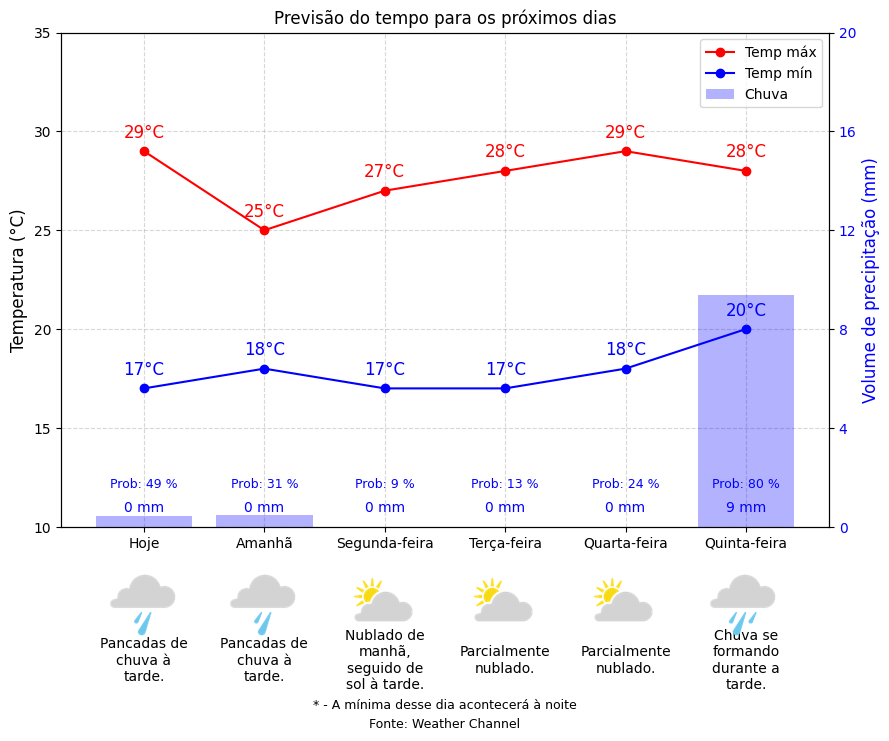 Previsão do tempo para os próximos dias
35
30
25
20
15
10
Temperatura (°C)
20
16
12
8
4
0
Volume de precipitação (mm)
Temp máx
Temp mín
Chuva
29°C
25°C
27°C
28°C
29°C
28°C
17°C
18°C
17°C
17°C
18°C
20°C
Prob: 49 %
Prob: 31 %
Prob: 9 %
Prob: 13 %
Prob: 24 %
Prob: 80 %
0 mm
0 mm
0 mm
0 mm
0 mm
9 mm
Hoje
Amanhã
Segunda-feira
Terça-feira
Quarta-feira
Quinta-feira
Pancadas de
chuva à
tarde.
Pancadas de
chuva à
tarde.
Nublado de
manhã,
seguido de
sol à tarde.
Parcialmente
nublado.
Parcialmente
nublado.
Chuva se
formando
durante a
tarde.
* - A mínima desse dia acontecerá à noite
Fonte: Weather Channel